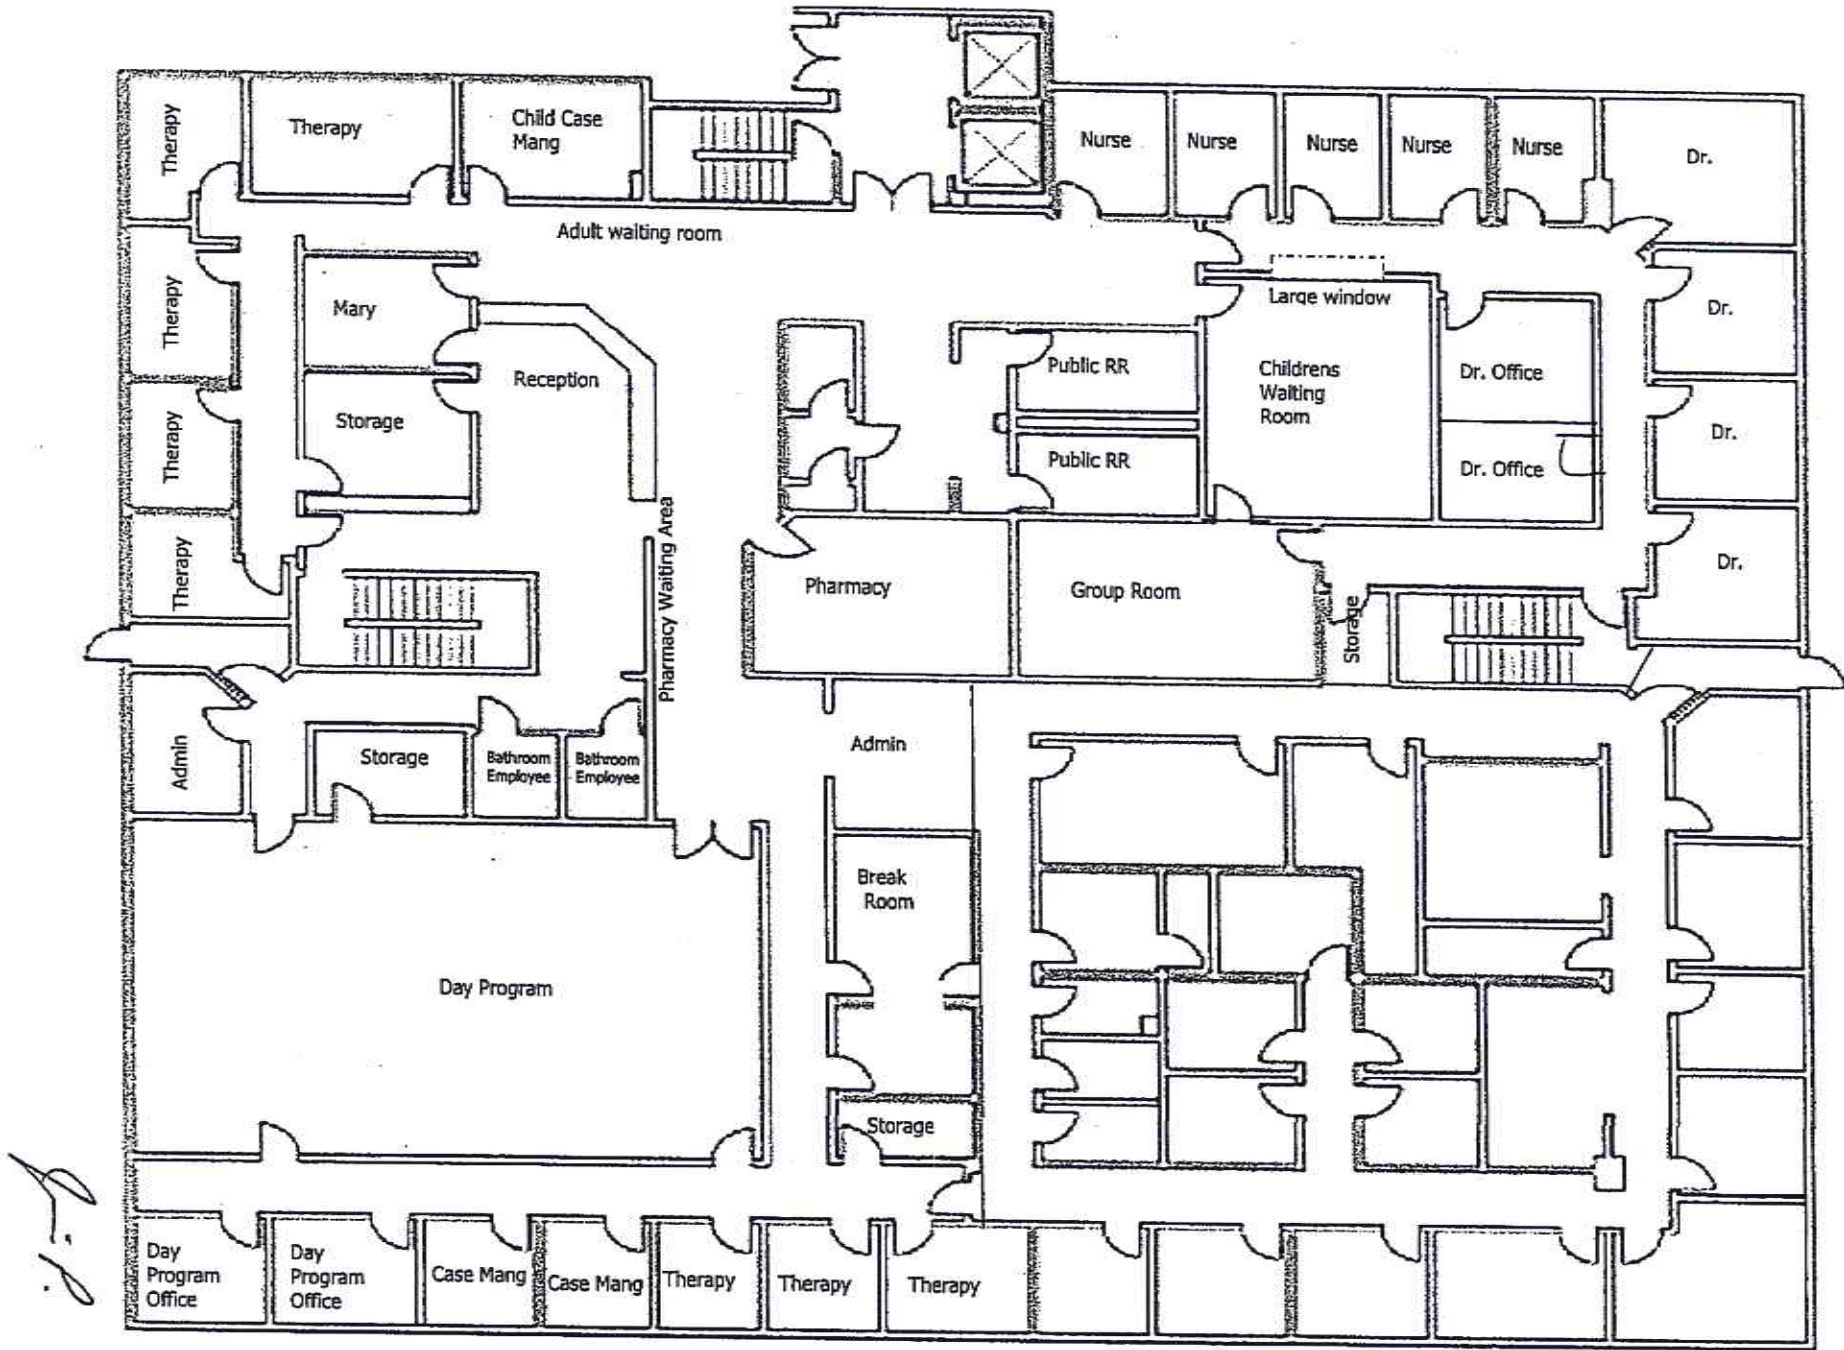 Therapy
Therapy
Child Case
Mang
Nurse
Nurse
Nurse
Nurse
Nurse
Dr.
Adult waiting room
Therapy
Mary
Large window
Dr.
Reception
Public RR
Childrens
Waiting
Room
Dr. Office
Therapy
Storage
Public RR
Dr. Office
Dr.
Therapy
Pharmacy Waiting Area
Pharmacy
Group Room
Storage
Dr.
Admin
Storage
Bathroom
Employee
Bathroom
Employee
Admin
Break
Room
Day Program
Storage
Day
Program
Office
Day
Program
Office
Case Mang
Case Mang
Therapy
Therapy
Therapy